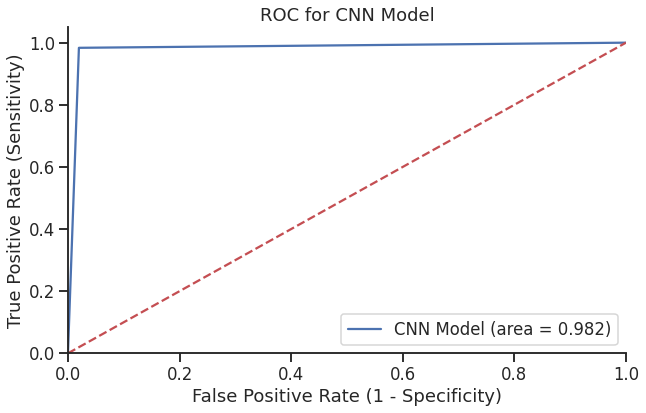 ROC for CNN Model
True Positive Rate (Sensitivity)
1.0
0.8
0.6
0.4
0.2
0.0
CNN Model (area = 0.982)
0.0 0.2 0.4 0.6 0.8 1.0
False Positive Rate (1 - Specificity)